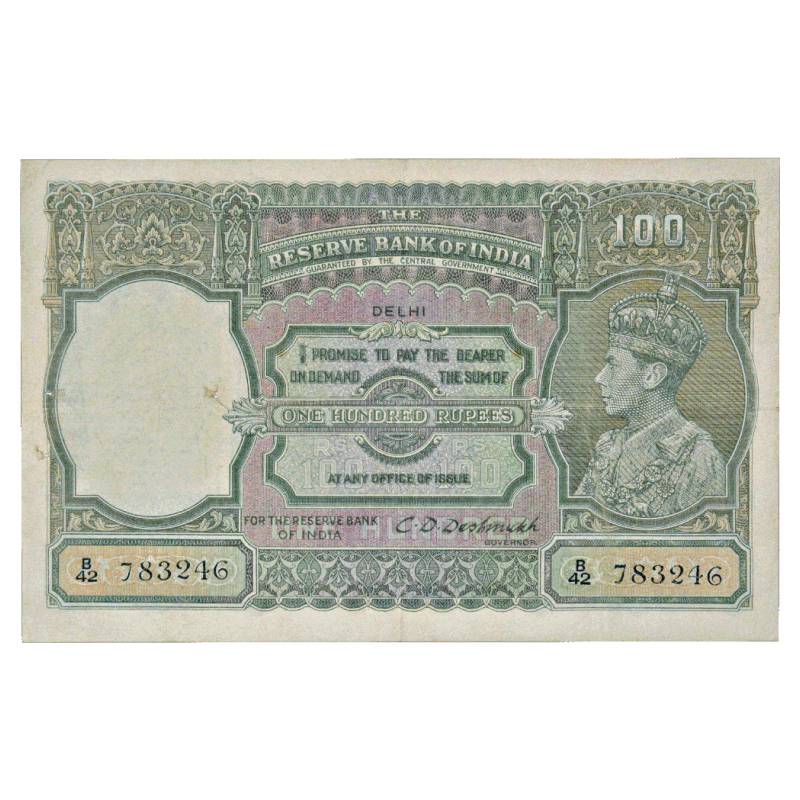 THE
RESERVE BANK OF INDIA
GUARANTEED BY THE CENTRAL GOVERNMENT
100
DELHI
I PROMISE TO PAY THE BEARER
ON DEMAND THE SUM OF
ONE HUNDRED RUPEES
RS RS
100 100
AT ANY OFFICE OF ISSUE
FOR THE RESERVE BANK
OF INDIA
C. D. Deshmukh
GOVERNOR.
B/42 783246
B/42 783246